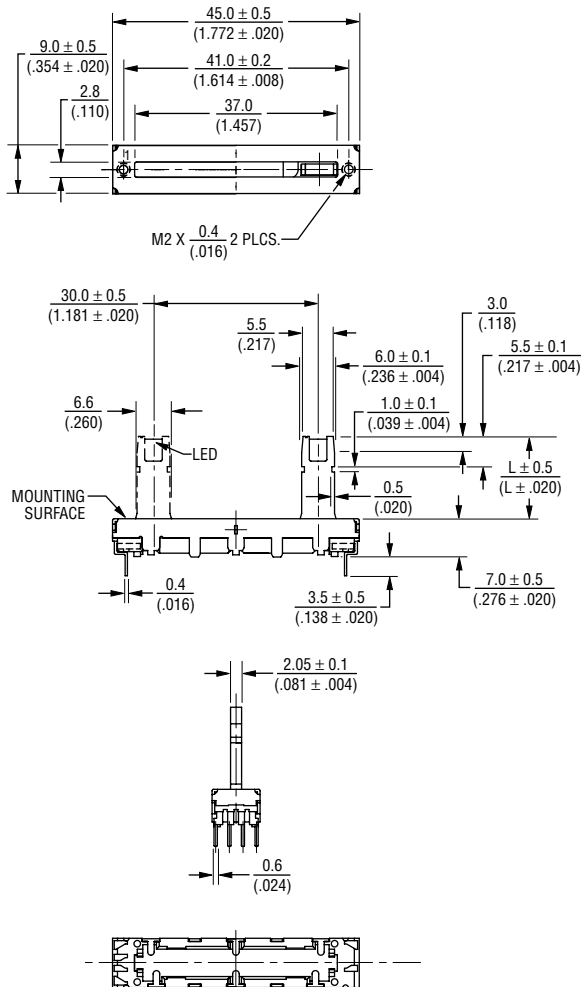 45.0 ± 0.5
(1.772 ± .020)
9.0 ± 0.5
(.354 ± .020)
41.0 ± 0.2
(1.614 ± .008)
2.8
(.110)
37.0
(1.457)
1
M2 X 0.4 2 PLCS.
(.016)
30.0 ± 0.5
(1.181 ± .020)
3.0
(.118)
5.5
(.217)
5.5 ± 0.1
(.217 ± .004)
6.0 ± 0.1
(.236 ± .004)
6.6
(.260)
1.0 ± 0.1
(.039 ± .004)
LED
L ± 0.5
(L ± .020)
MOUNTING
SURFACE
0.5
(.020)
0.4
(.016)
3.5 ± 0.5
(.138 ± .020)
7.0 ± 0.5
(.276 ± .020)
2.05 ± 0.1
(.081 ± .004)
0.6
(.024)